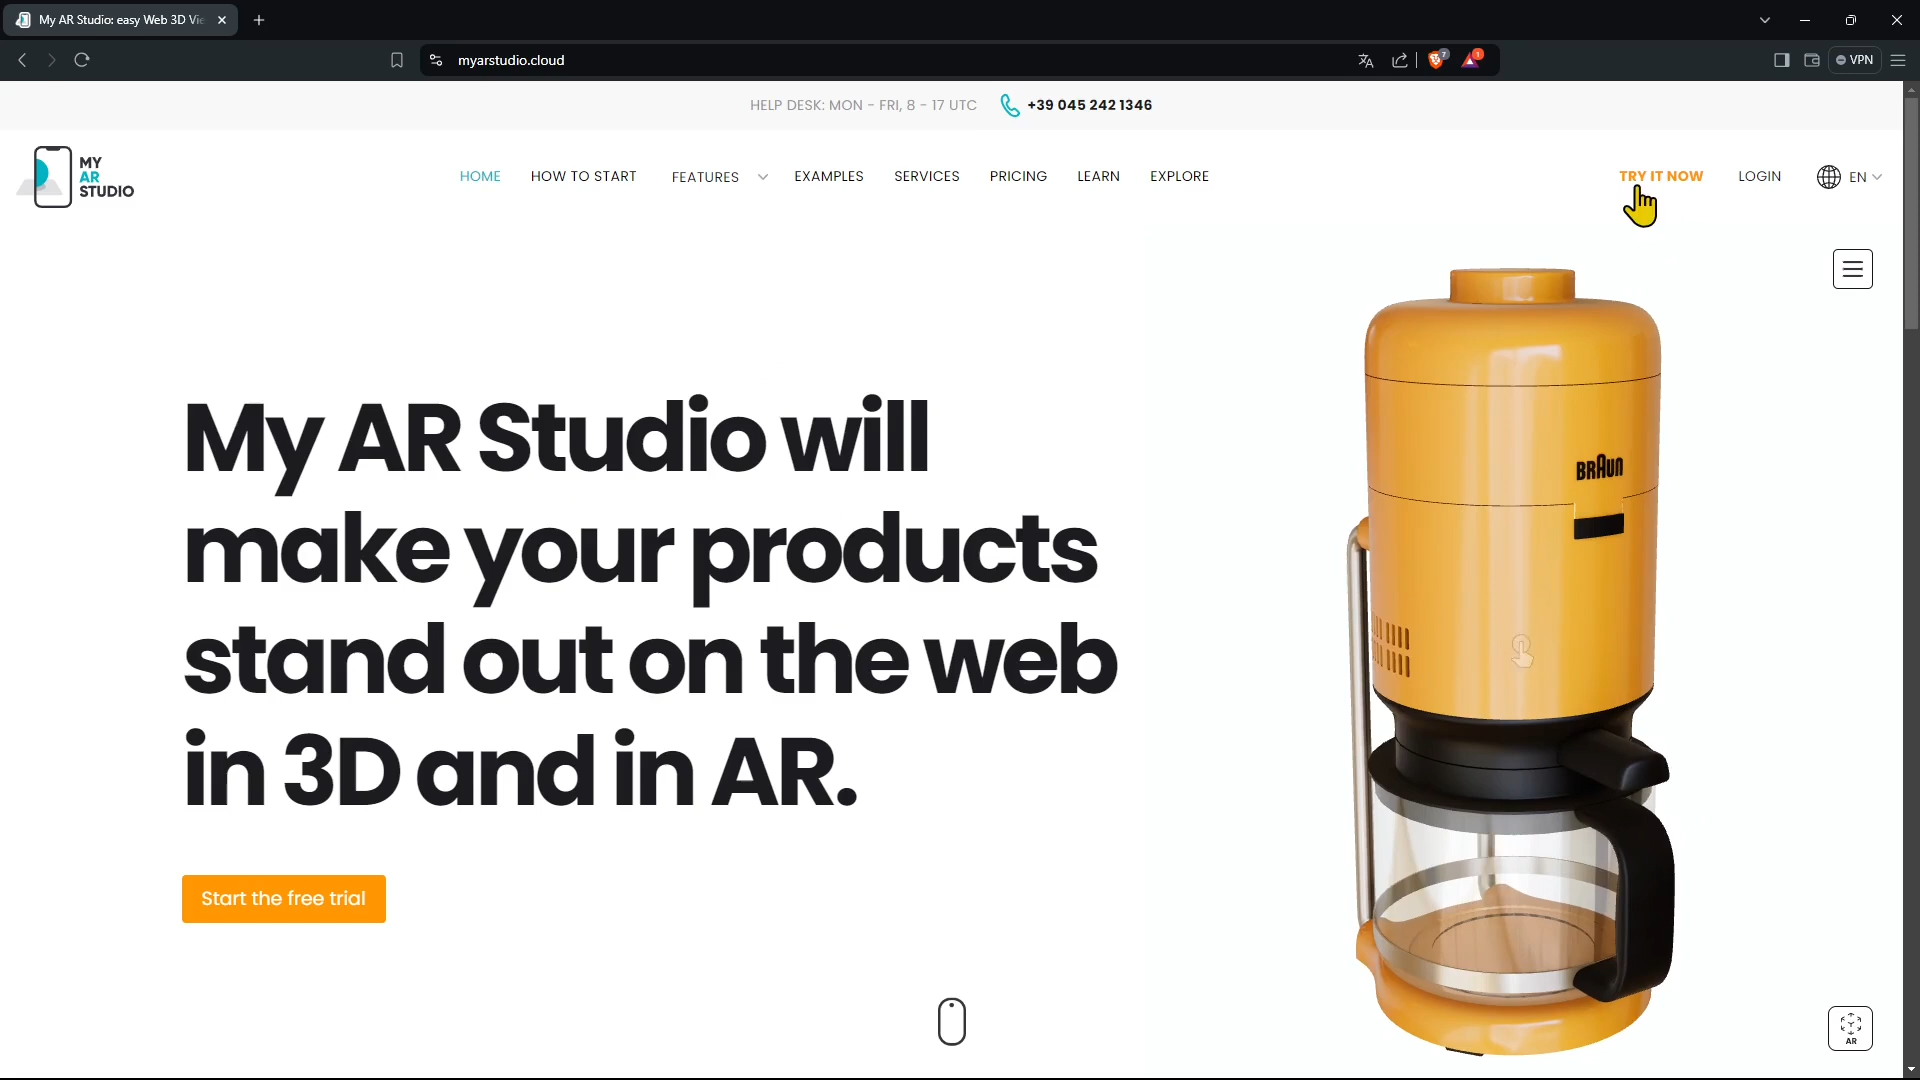 My AR Studio: easy Web 3D Vie
myarstudio.cloud
7
1
VPN
HELP DESK: MON - FRI, 8 - 17 UTC +39 045 242 1346
MY
AR
STUDIO
HOME HOW TO START FEATURES EXAMPLES SERVICES PRICING LEARN EXPLORE TRY IT NOW LOGIN EN
My AR Studio will
make your products
stand out on the web
in 3D and in AR.
BRAUN
Start the free trial
AR